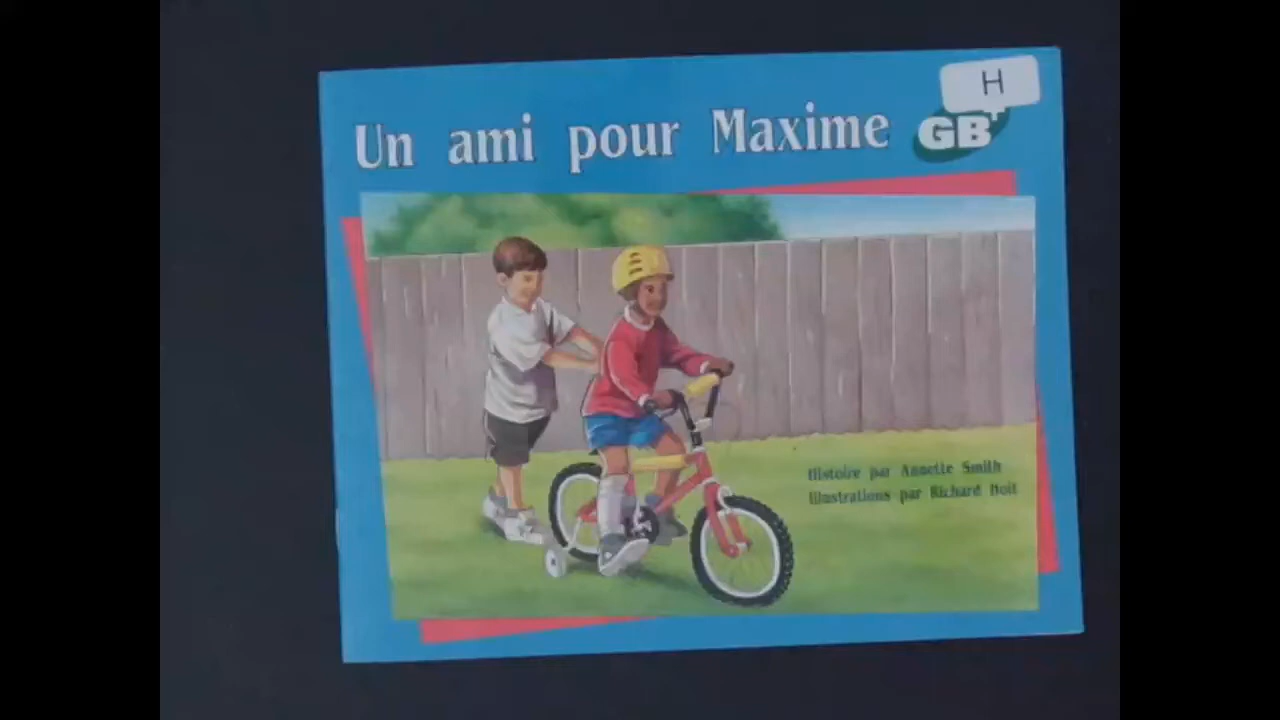 Un ami pour Maxime
H
GB+
Histoire par Annette Smith
Illustrations par Richard Hoit